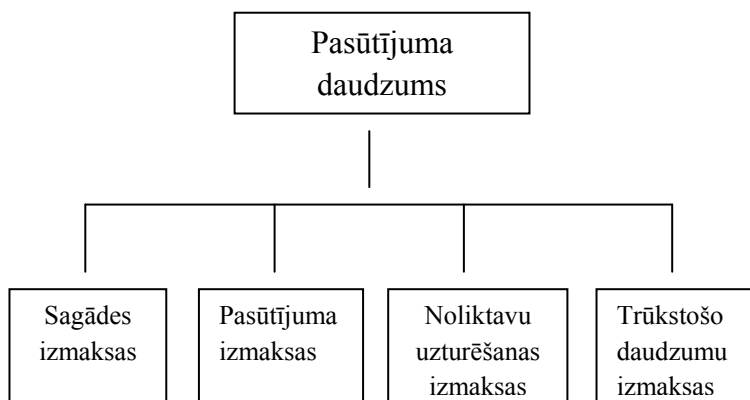 Pasūtījuma
daudzums
Sagādes
izmaksas
Pasūtījuma
izmaksas
Noliktavu
uzturēšanas
izmaksas
Trūkstošo
daudzumu
izmaksas